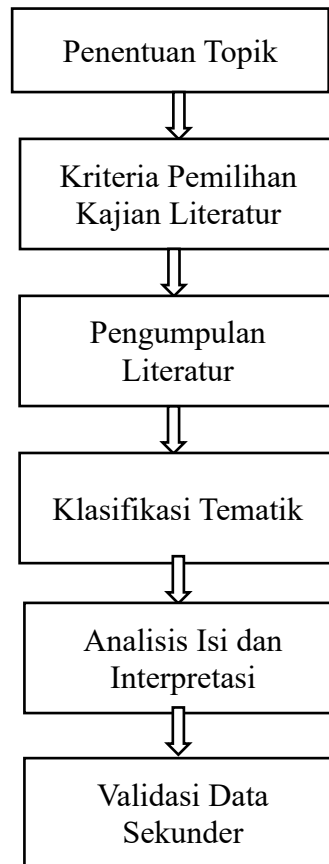 Penentuan Topik
Kriteria Pemilihan
Kajian Literatur
Pengumpulan
Literatur
Klasifikasi Tematik
Analisis Isi dan
Interpretasi
Validasi Data
Sekunder